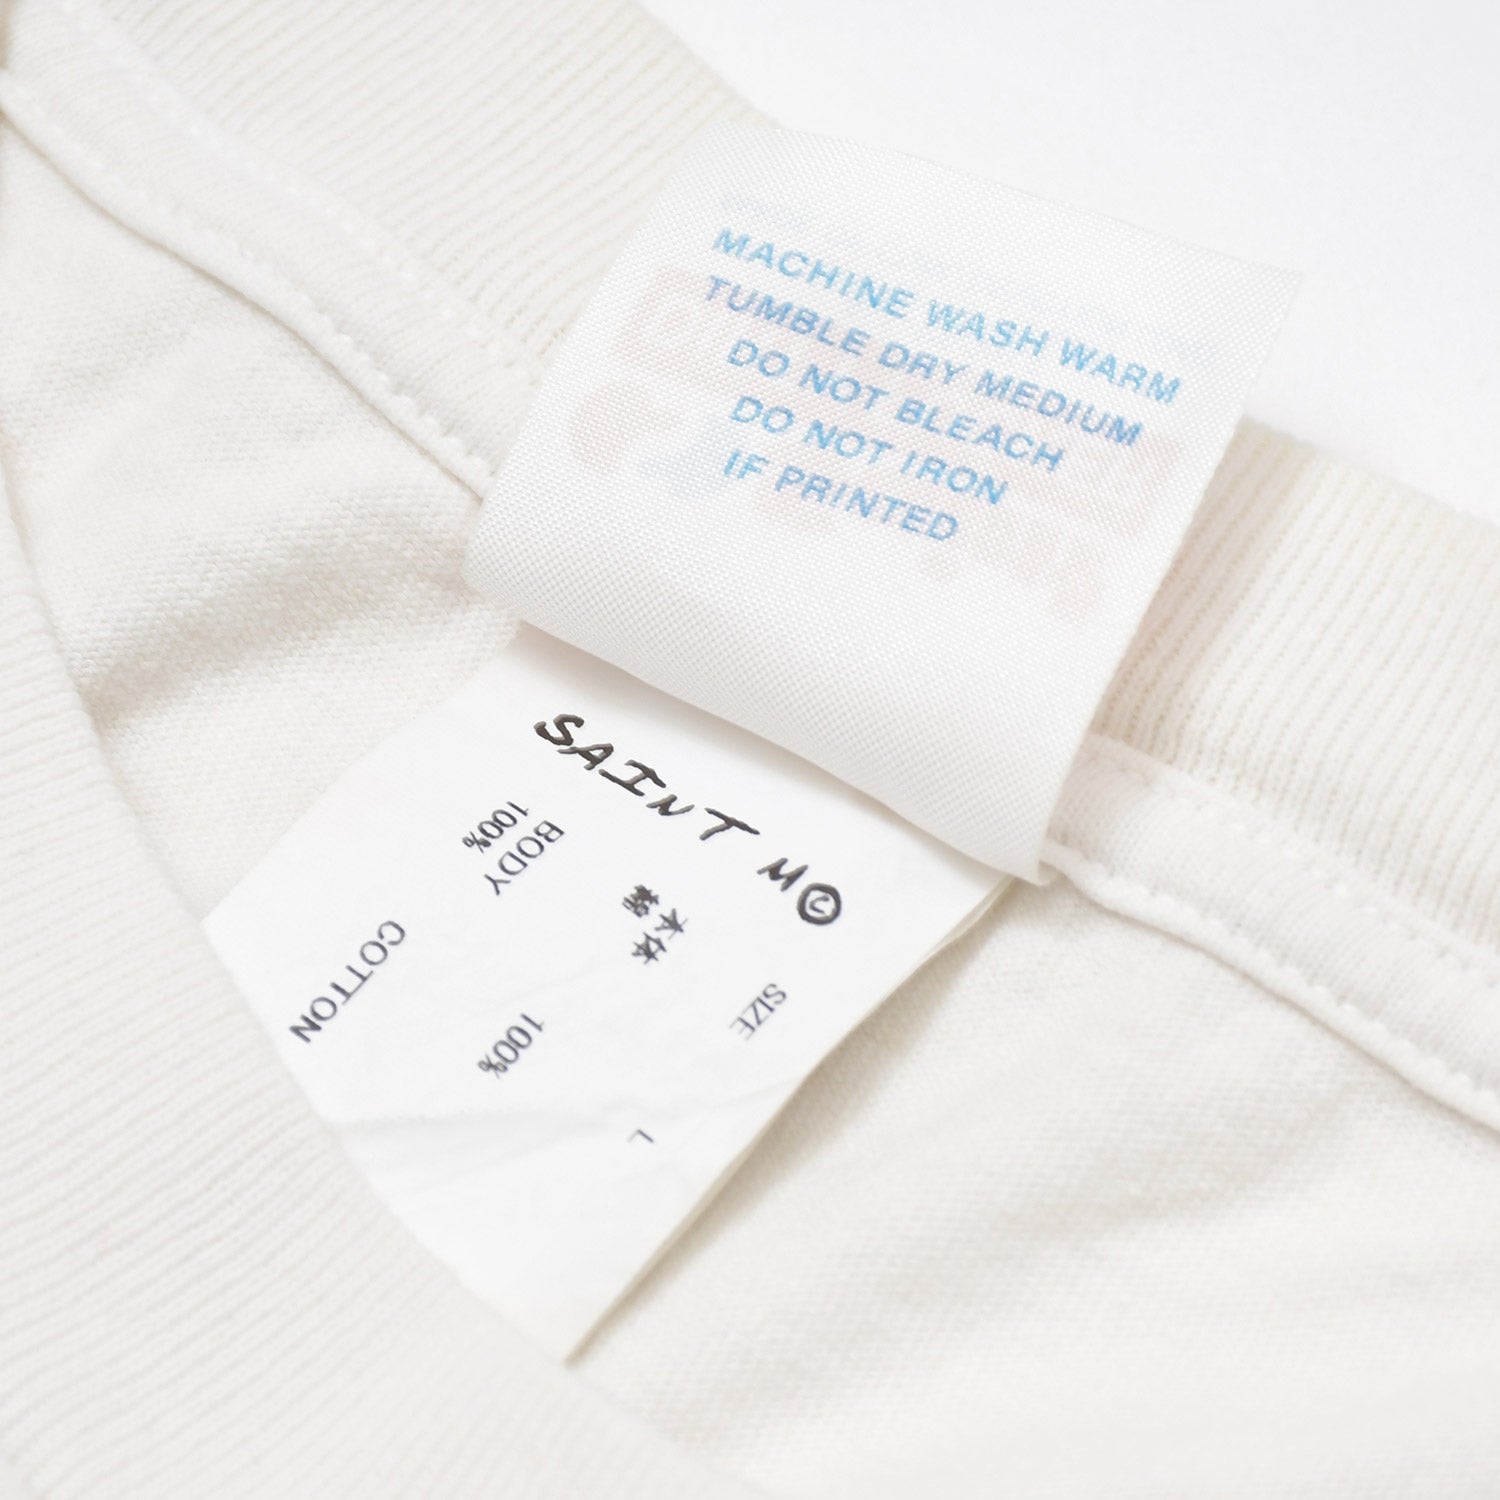 MACHINE WASH WARM
TUMBLE DRY MEDIUM
DO NOT BLEACH
DO NOT IRON
IF PRINTED
SAINT M
SIZE
L
本体
綿
100%
BODY
100%
COTTON